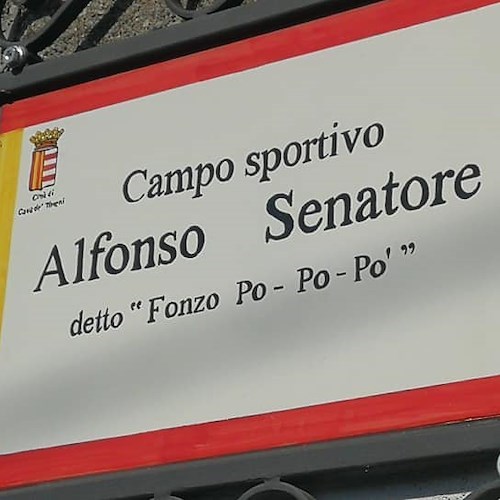 Campo sportivo
Città di
Cava de' Tirreni
Alfonso Senatore
detto "Fonzo Po - Po - Po' "